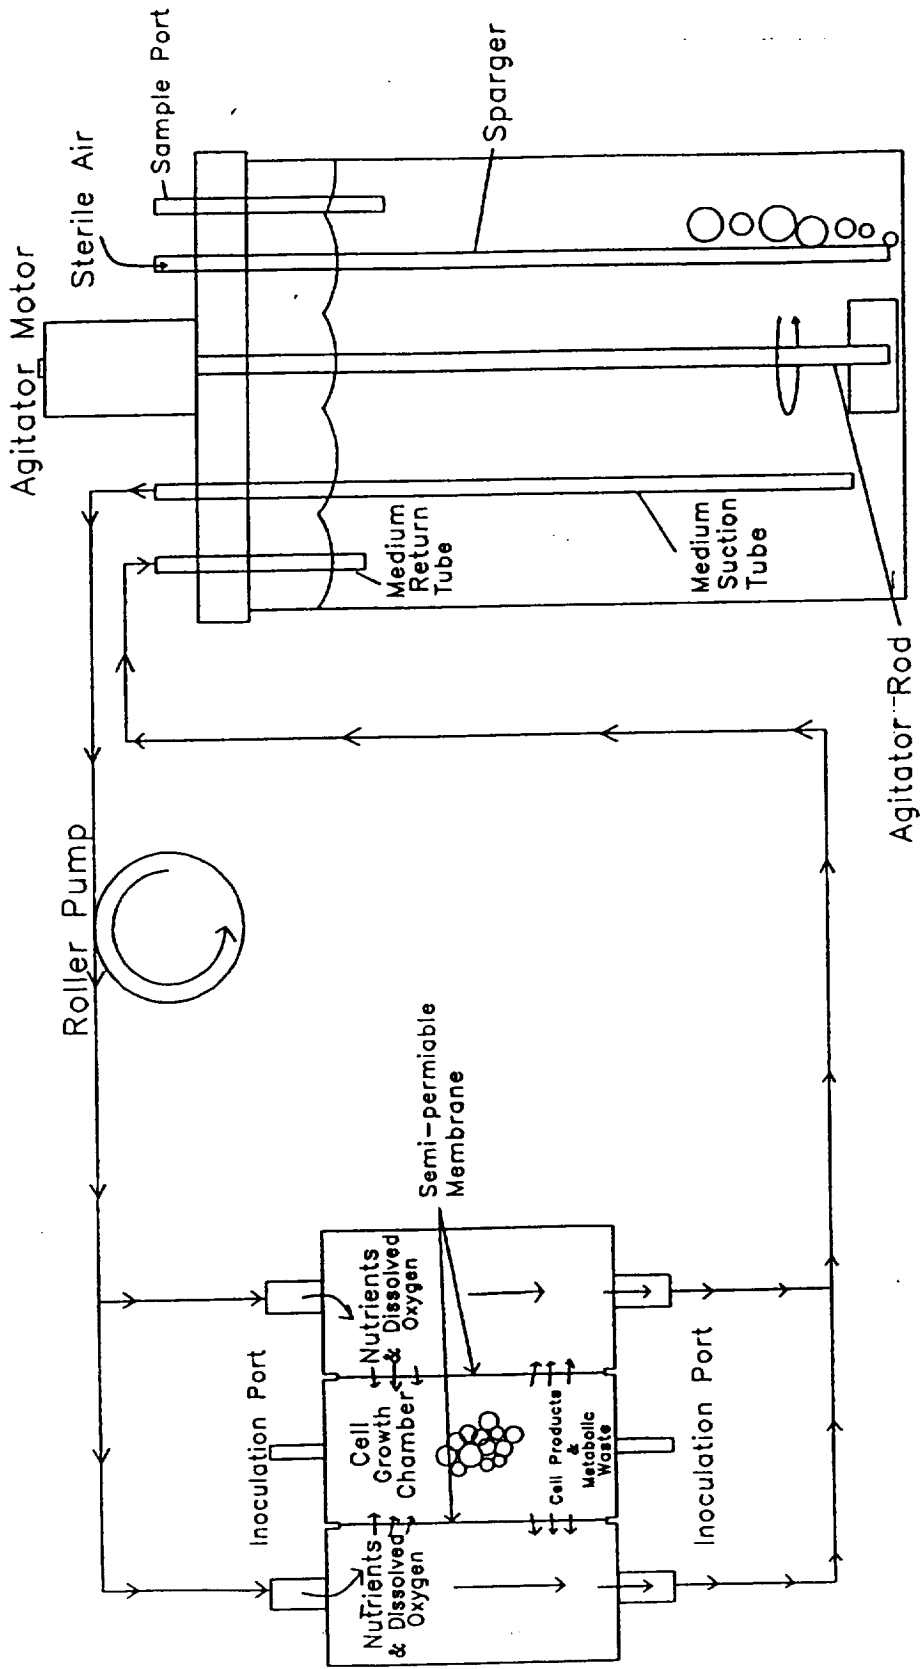 Agitator Motor
Sterile Air
Sample Port
Roller Pump
Medium
Return
Tube
Sparger
Medium
Suction
Tube
Agitator Rod
Inoculation Port
Nutrients
& Dissolved
Oxygen
Cell
Growth
Chamber
Nutrients
& Dissolved
Oxygen
Semi-permiable
Membrane
Cell Products
&
Metabolic
Waste
Inoculation Port